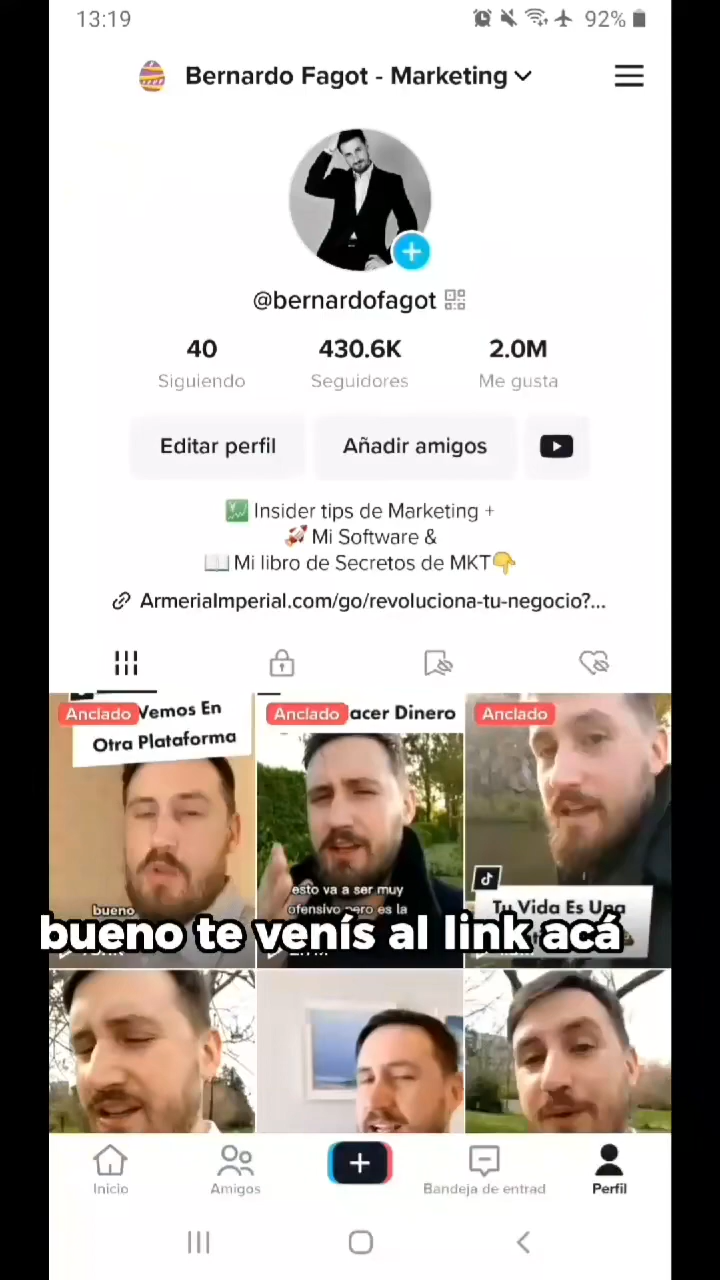 13:19
92%
Bernardo Fagot - Marketing
@bernardofagot
40
430.6K
2.0M
Siguiendo
Seguidores
Me gusta
Editar perfil
Añadir amigos
Insider tips de Marketing +
Mi Software &
Mi libro de Secretos de MKT
ArmeriaImperial.com/go/revoluciona-tu-negocio?...
Anclado
Vemos En
Otra Plataforma
Anclado
acer Dinero
Anclado
bueno
esto va a ser muy
ofensivo pero es la
Tu Vida Es Una
bueno te venís al link acá
Inicio
Amigos
Bandeja de entrad
Perfil